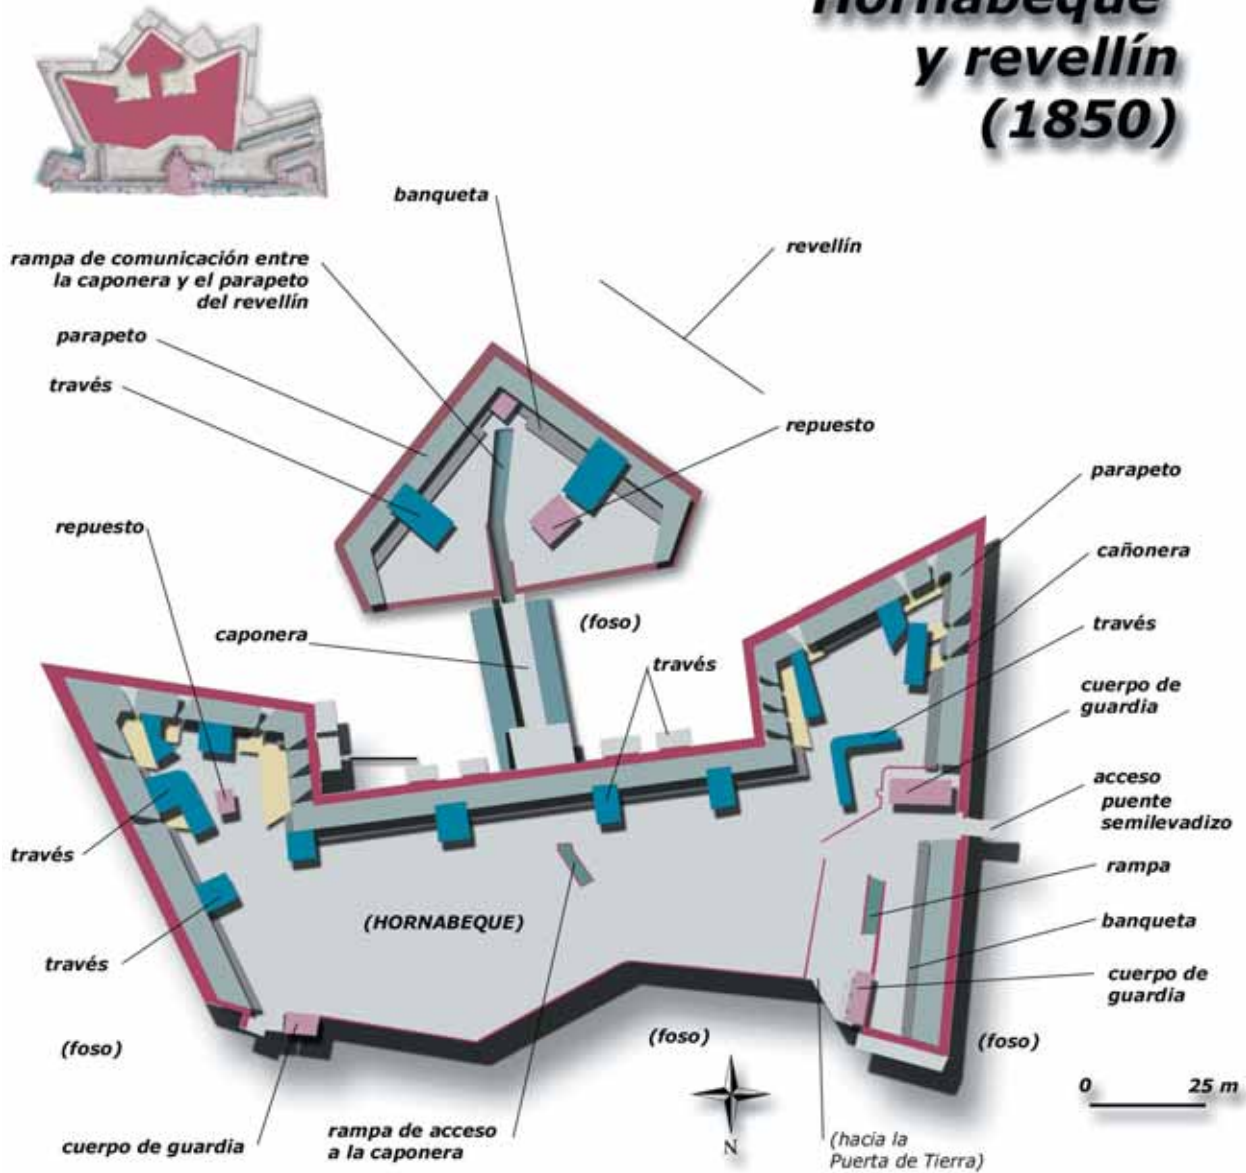 Hornabeque
y revellín
(1850)
banqueta
revellín
rampa de comunicación entre
la caponera y el parapeto
del revellín
parapeto
través
repuesto
parapeto
repuesto
cañonera
caponera
(foso)
través
través
cuerpo de
guardia
acceso
puente
semilevadizo
través
rampa
(HORNABEQUE)
banqueta
través
cuerpo de
guardia
(foso)
(foso)
(foso)
0 25 m
cuerpo de guardia
rampa de acceso
a la caponera
N
(hacia la
Puerta de Tierra)